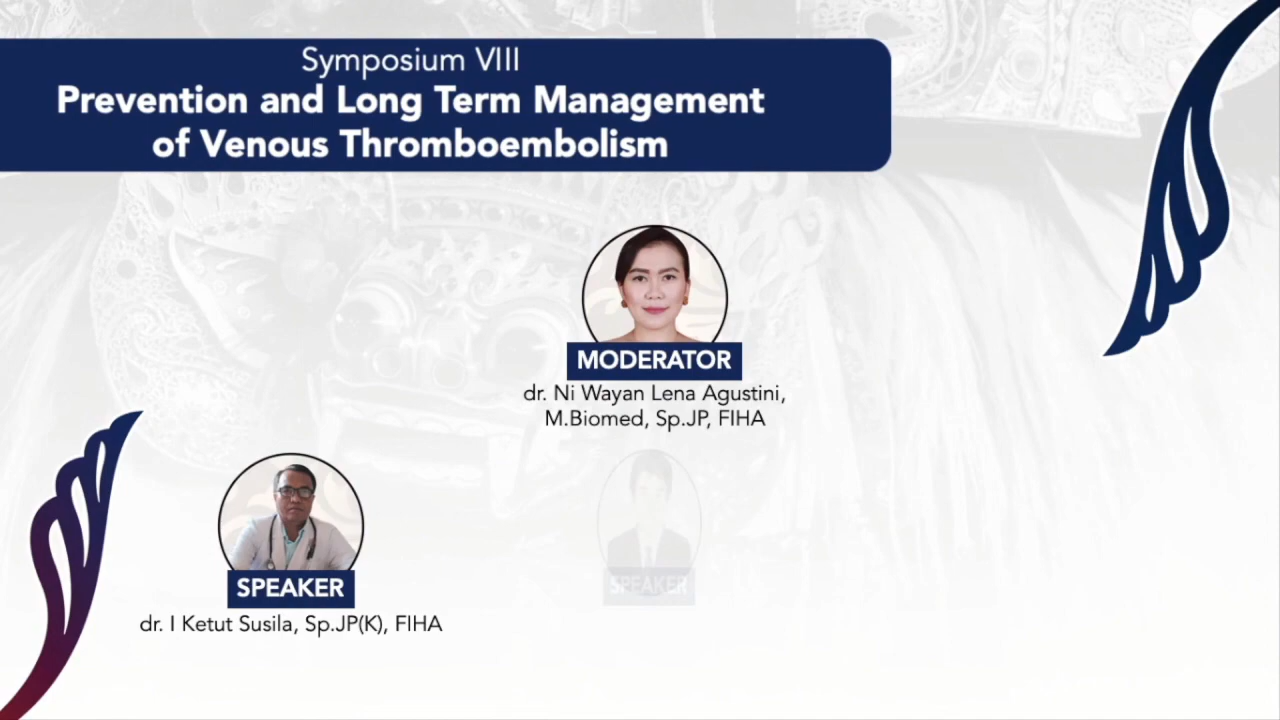 Symposium VIII
Prevention and Long Term Management
of Venous Thromboembolism
MODERATOR
dr. Ni Wayan Lena Agustini,
M.Biomed, Sp.JP, FIHA
SPEAKER
dr. I Ketut Susila, Sp.JP(K), FIHA
SPEAKER